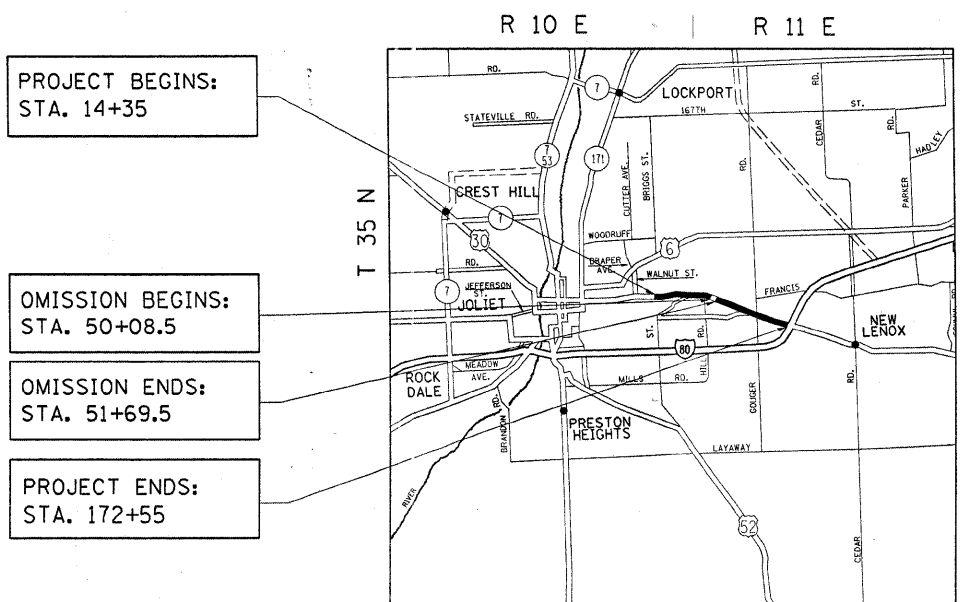 R 10 E | R 11 E
PROJECT BEGINS:
STA. 14+35
OMISSION BEGINS:
STA. 50+08.5
OMISSION ENDS:
STA. 51+69.5
PROJECT ENDS:
STA. 172+55
T 35 N
RD.
7
LOCKPORT
167TH
ST.
STATEVILLE RD.
7
53
171
CUTTER AVE.
BRIGGS ST.
RD.
CEDAR
RD.
RD.
PARKER
HADLEY
CREST HILL
7
30
WOODRUFF
6
DRAPER
AVE.
WALNUT ST.
RD.
7
JEFFERSON
ST.
JOLIET
FRANCIS
NEW
LENOX
ST.
HIL
RD.
80
MEADOW
AVE.
ROCK
DALE
MILLS RD.
GOUGER
RD.
BRANDON
RD.
PRESTON
HEIGHTS
LAYAWAY
RIVER
52
CEDAR